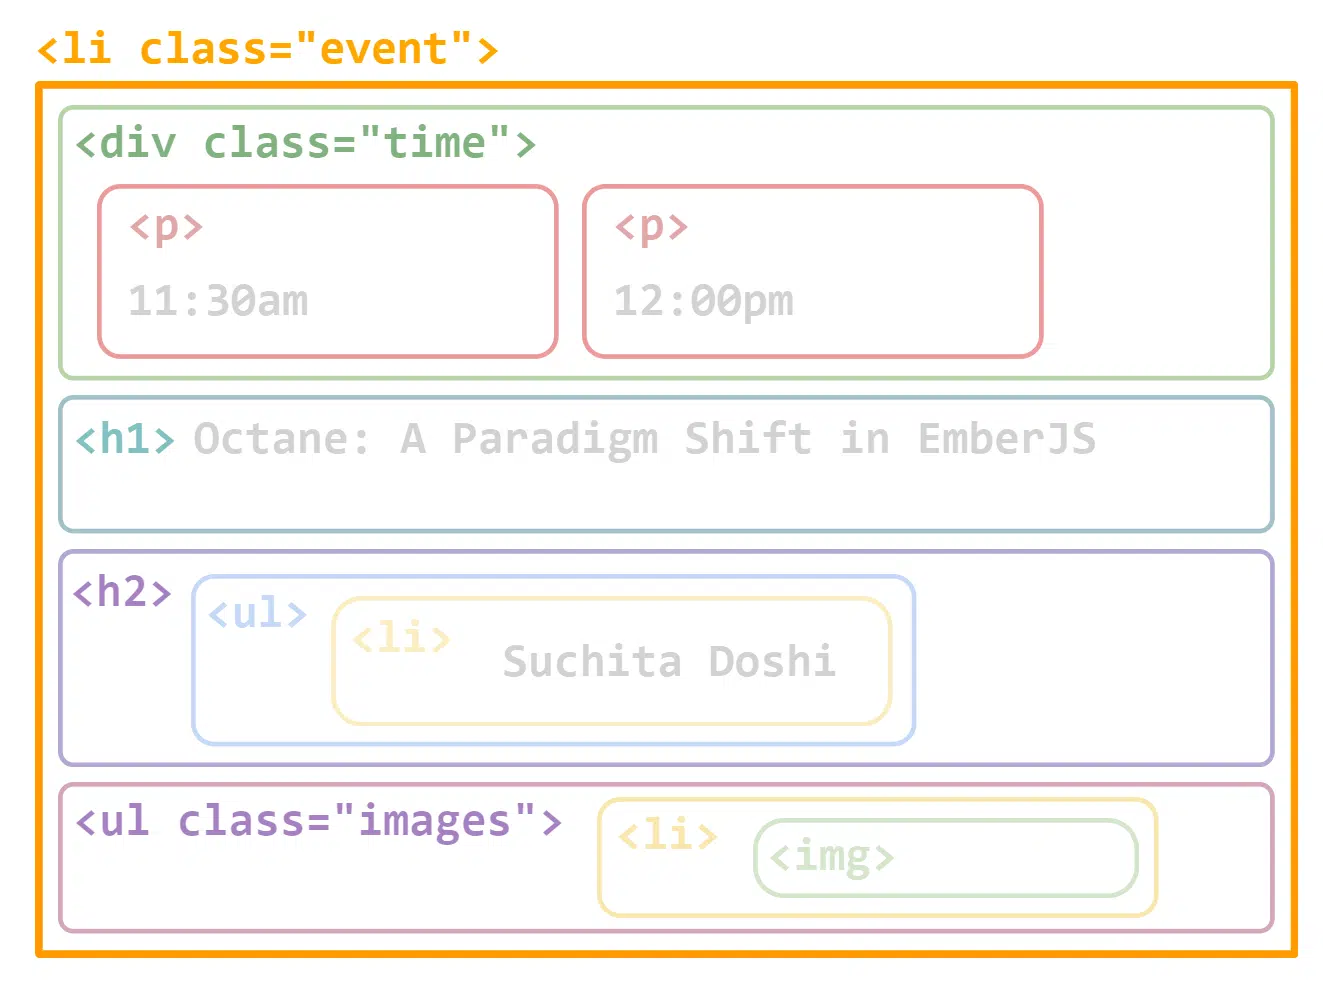 <li class="event">
<div class="time">
<p> <p>
11:30am 12:00pm
<h1> Octane: A Paradigm Shift in EmberJS
<h2>
<ul>
<li>
Suchita Doshi
<ul class="images">
<li>
<img>